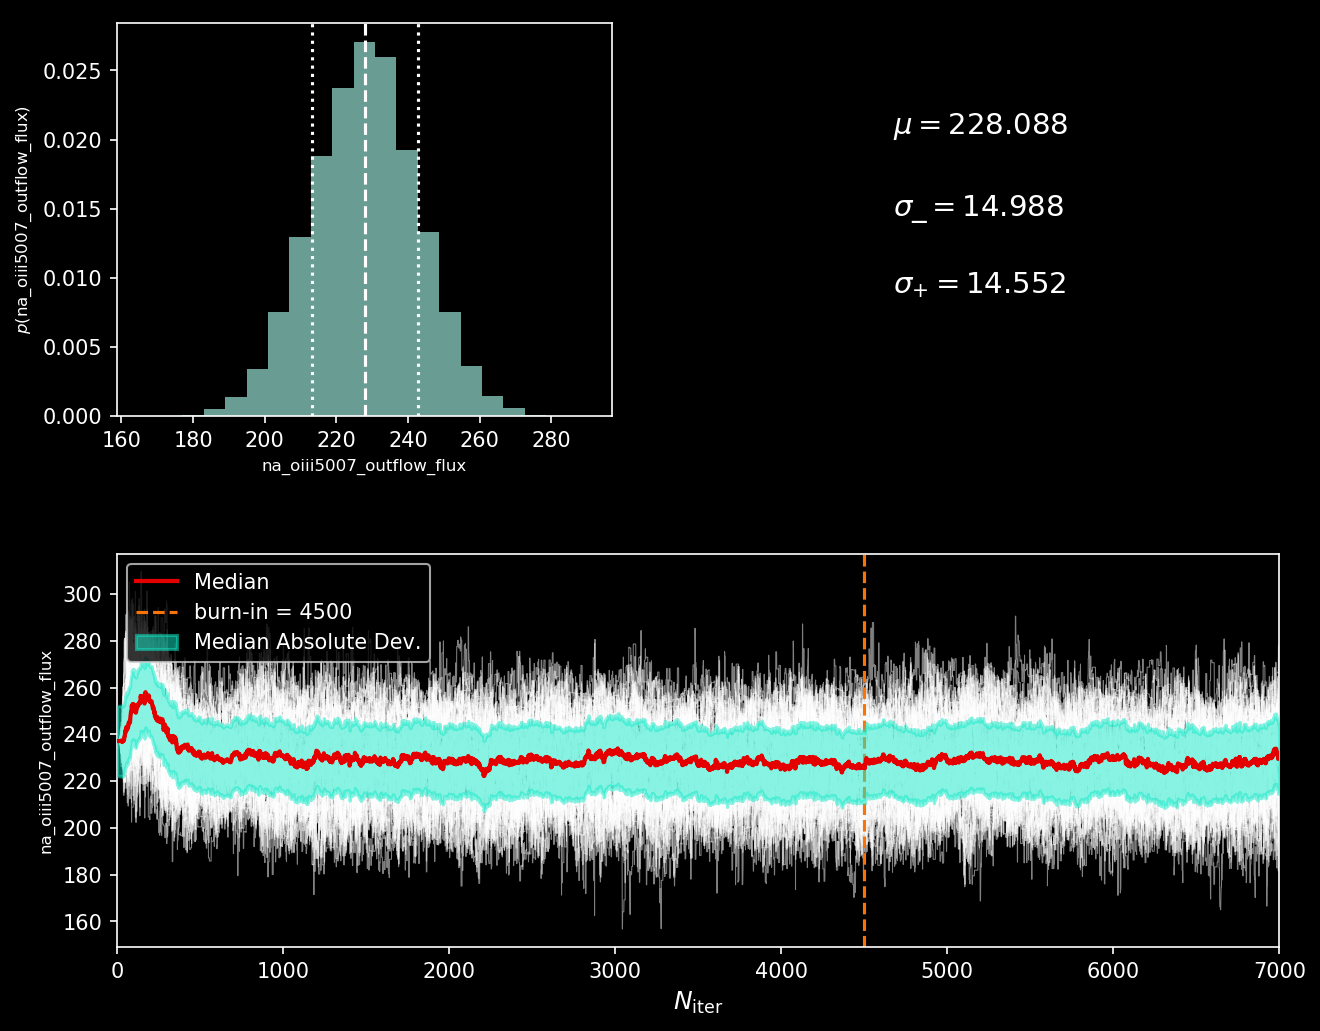 0.025
0.020
0.015
0.010
0.005
0.000
p(na_oiii5007_outflow_flux)
160 180 200 220 240 260 280
na_oiii5007_outflow_flux
μ = 228.088
σ_ = 14.988
σ+ = 14.552
Median
burn-in = 4500
Median Absolute Dev.
300
280
260
240
220
200
180
160
na_oiii5007_outflow_flux
0 1000 2000 3000 4000 5000 6000 7000
Niter